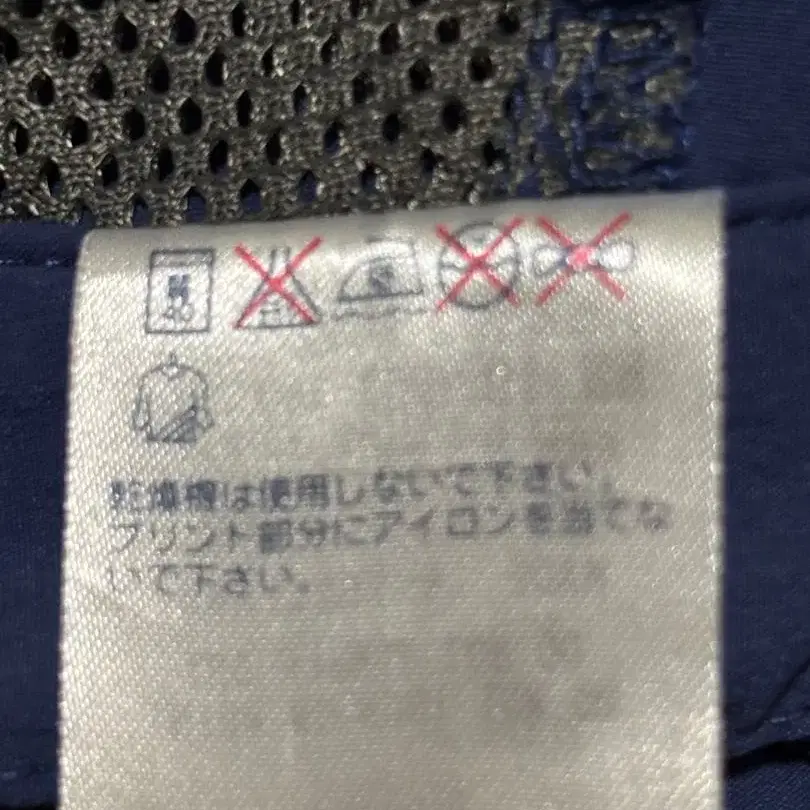 40
乾燥機は使用しないで下さい。
プリント部分にアイロンを当てな
いで下さい。